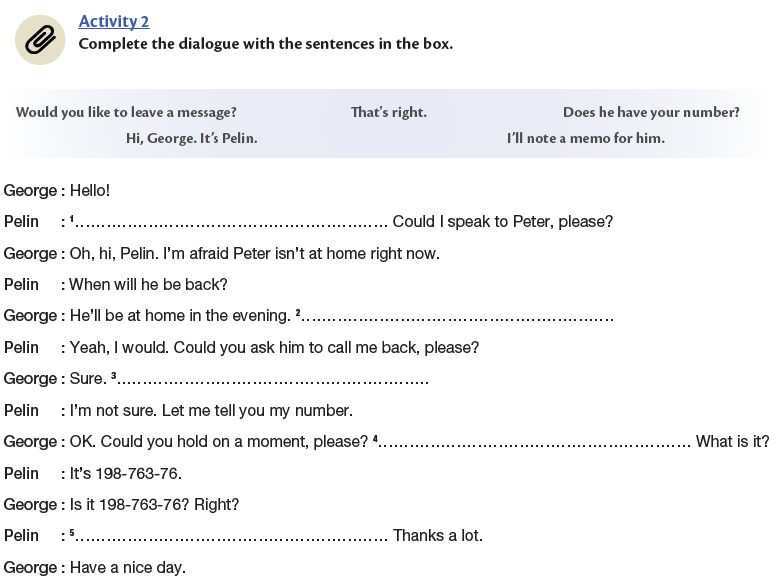 Activity 2
Complete the dialogue with the sentences in the box.
Would you like to leave a message? That's right. Does he have your number?
Hi, George. It's Pelin. I'll note a memo for him.
George : Hello!
Pelin : ¹.............................................................. Could I speak to Peter, please?
George : Oh, hi, Pelin. I'm afraid Peter isn't at home right now.
Pelin : When will he be back?
George : He'll be at home in the evening. ²..............................................................
Pelin : Yeah, I would. Could you ask him to call me back, please?
George : Sure. ³..............................................................
Pelin : I'm not sure. Let me tell you my number.
George : OK. Could you hold on a moment, please? ⁴.............................................................. What is it?
Pelin : It's 198-763-76.
George : Is it 198-763-76? Right?
Pelin : ⁵.............................................................. Thanks a lot.
George : Have a nice day.